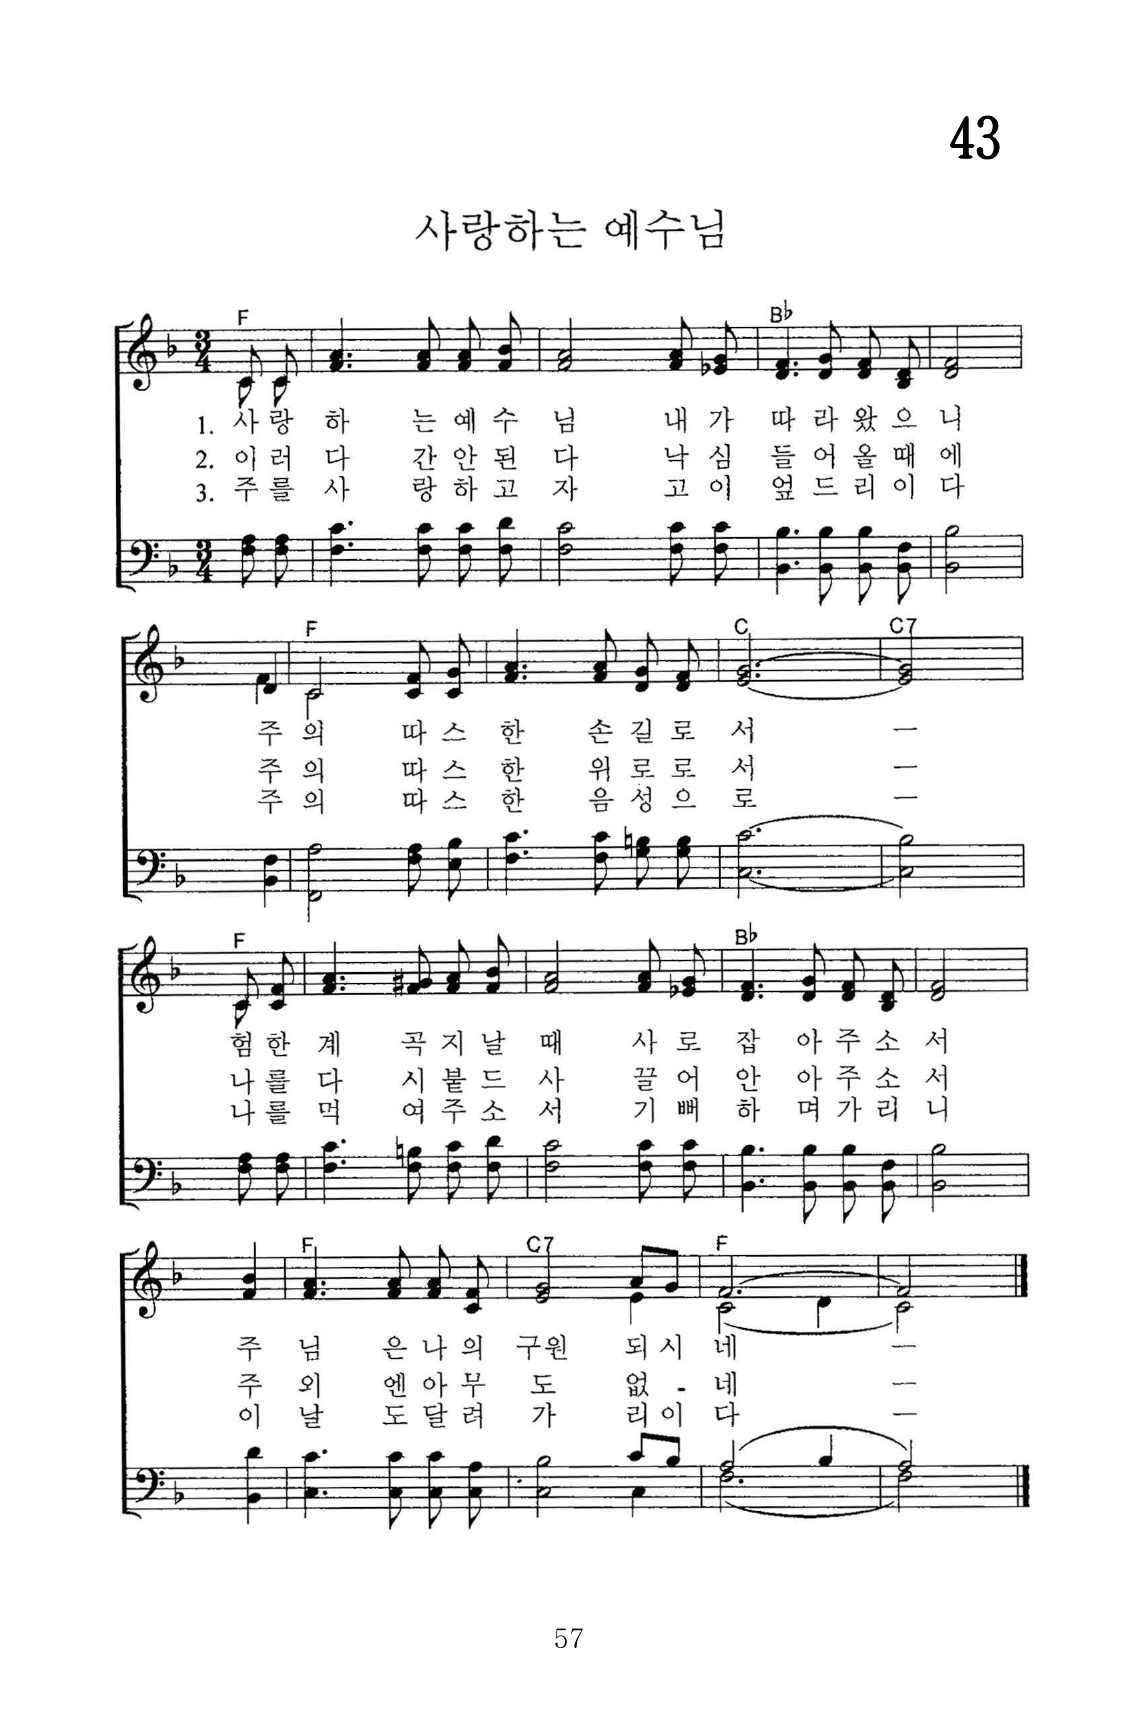 43
사랑하는 예수님
F B♭
3 4
1. 사 랑 하 는 예 수 님 내 가 따 라 왔 으 니
2. 이 러 다 간 안 된 다 낙 심 들 어 올 때 에
3. 주 를 사 랑 하 고 자 고 이 엎 드 리 이 다
3 4
F C C7
주 의 따 스 한 손 길 로 서 ㅡ
주 의 따 스 한 위 로 로 서 ㅡ
주 의 따 스 한 음 성 으 로 ㅡ
F B♭
험 한 계 곡 지 날 때 사 로 잡 아 주 소 서
나 를 다 시 붙 드 사 끌 어 안 아 주 소 서
나 를 먹 여 주 소 서 기 뻐 하 며 가 리 니
F C7 F
주 님 은 나 의 구원 되 시 네 ㅡ
주 외 엔 아 무 도 없 - 네 ㅡ
이 날 도 달 려 가 리 이 다 ㅡ
57